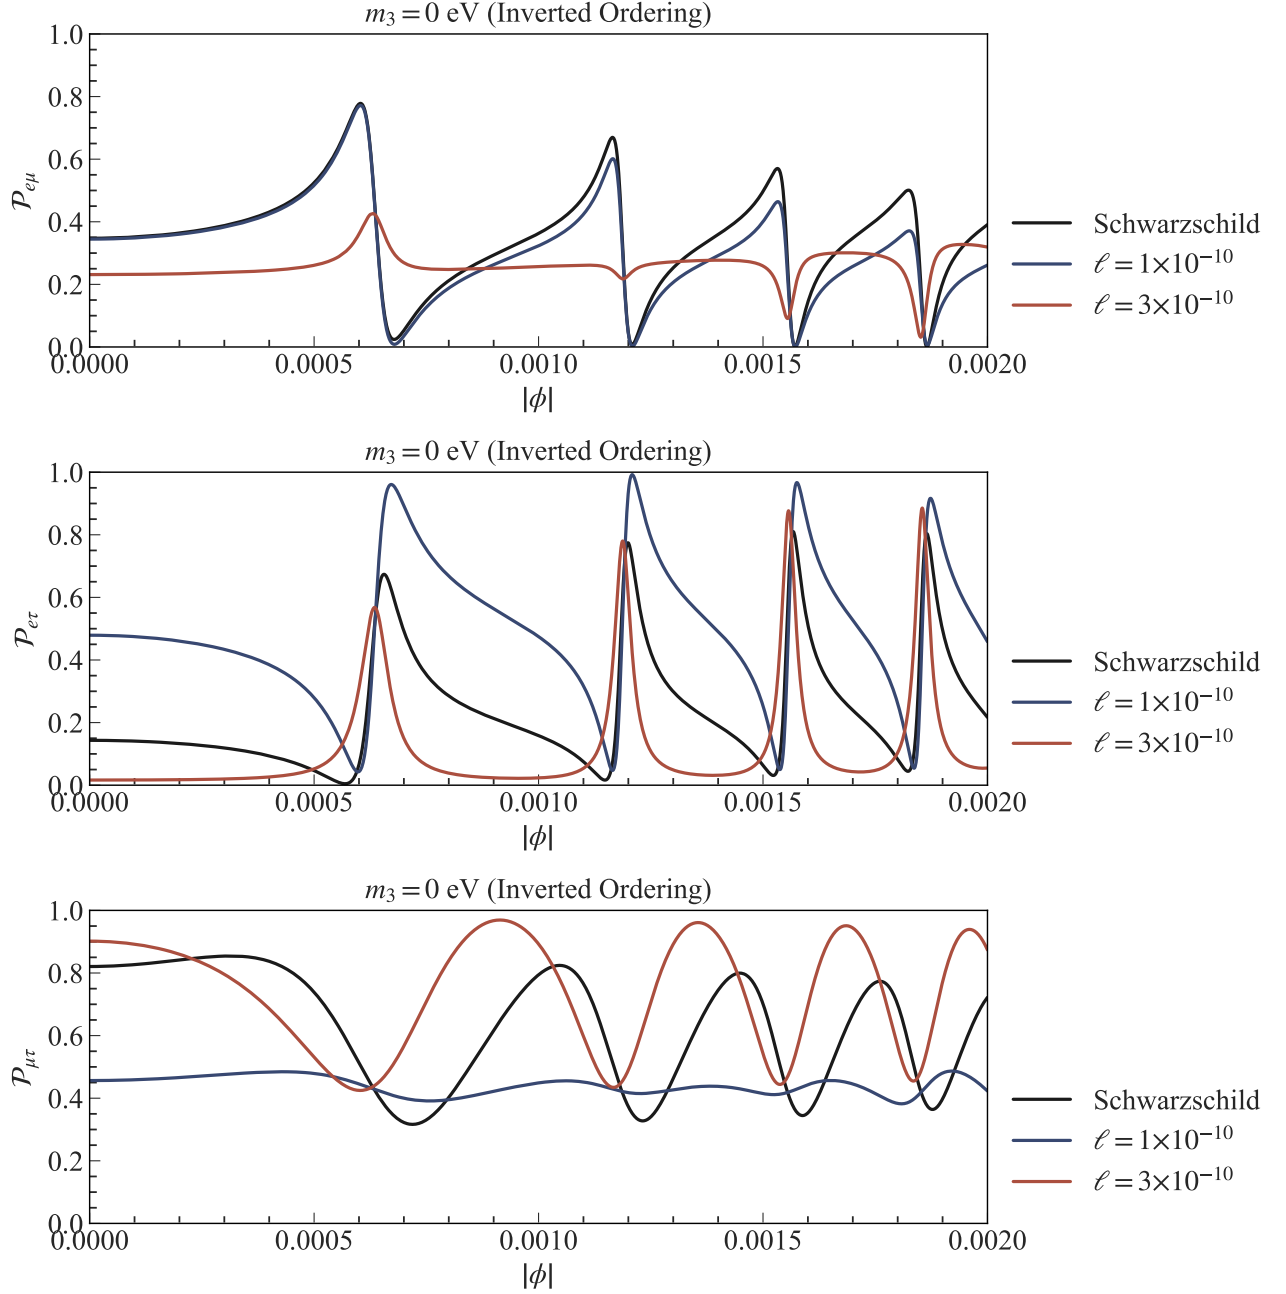 m₃ = 0 eV (Inverted Ordering)
1.0
0.8
0.6
0.4
0.2
0.0
𝒫eμ
0.0000 0.0005 0.0010 0.0015 0.0020
|ϕ|
Schwarzschild
ℓ = 1×10⁻¹⁰
ℓ = 3×10⁻¹⁰
m₃ = 0 eV (Inverted Ordering)
1.0
0.8
0.6
0.4
0.2
0.0
𝒫eτ
0.0000 0.0005 0.0010 0.0015 0.0020
|ϕ|
Schwarzschild
ℓ = 1×10⁻¹⁰
ℓ = 3×10⁻¹⁰
m₃ = 0 eV (Inverted Ordering)
1.0
0.8
0.6
0.4
0.2
0.0
𝒫μτ
0.0000 0.0005 0.0010 0.0015 0.0020
|ϕ|
Schwarzschild
ℓ = 1×10⁻¹⁰
ℓ = 3×10⁻¹⁰